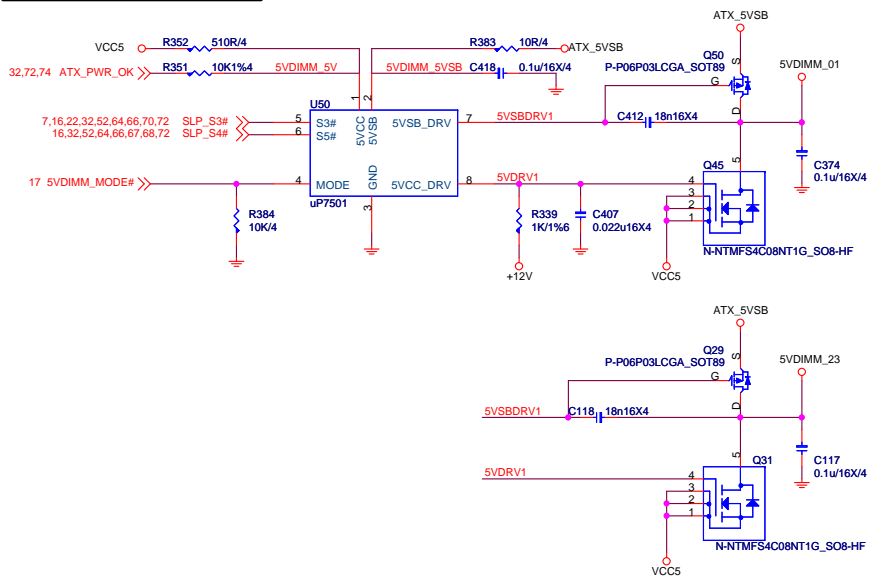 ATX_5VSB
VCC5 R352 510R/4 R383 10R/4 ATX_5VSB
32,72,74 ATX_PWR_OK R351 10K1%4 5VDIMM_5V 5VDIMM_5VSB C418 0.1u/16X/4
Q50
P-P06P03LCGA_SOT89
S
G
D
5VDIMM_01
U50
1 2
7,16,22,32,52,64,66,70,72 SLP_S3# 5 S3# 5VCC 5VSB 5VSB_DRV 7 5VSBDRV1 C412 18n16X4
16,32,52,64,66,67,68,72 SLP_S4# 6 S5#
C374
0.1u/16X/4
17 5VDIMM_MODE# 4 MODE GND 5VCC_DRV 8 5VDRV1
uP7501
3
R384
10K/4
R339
1K/1%6
C407
0.022u16X4
+12V
Q45
5
4
3
2
1
N-NTMFS4C08NT1G_SO8-HF
VCC5
ATX_5VSB
Q29
P-P06P03LCGA_SOT89
S
G
D
5VDIMM_23
5VSBDRV1 C118 18n16X4
5VDRV1
Q31
5
4
3
2
1
C117
0.1u/16X/4
N-NTMFS4C08NT1G_SO8-HF
VCC5